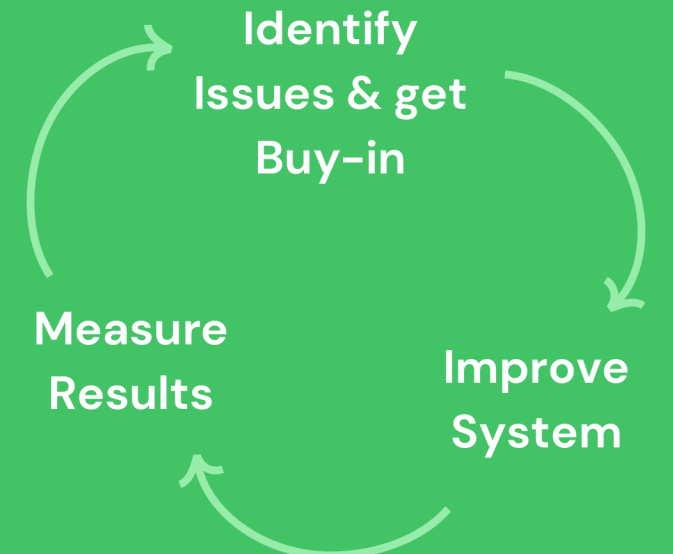 Identify
Issues & get
Buy-in
Measure
Results
Improve
System